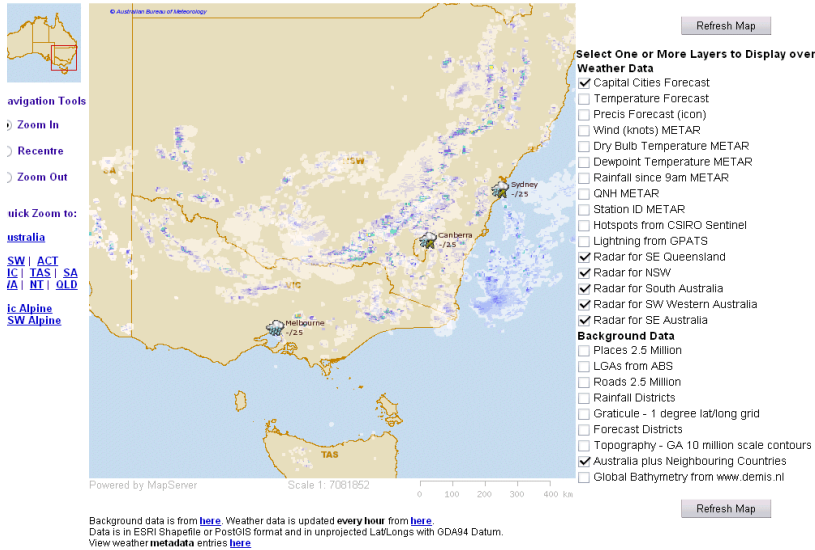 © Australian Bureau of Meteorology
avigation Tools
Zoom In
Recentre
Zoom Out
uick Zoom to:
ustralia
SW | ACT
IC | TAS | SA
/A | NT | QLD
ic Alpine
SW Alpine
SA
NSW
Sydney
-/25
Canberra
-/25
VIC
Melbourne
-/25
TAS
Powered by MapServer
Scale 1: 7081852
0 100 200 300 400 km
Refresh Map
Select One or More Layers to Display over
Weather Data
Capital Cities Forecast
Temperature Forecast
Precis Forecast (icon)
Wind (knots) METAR
Dry Bulb Temperature METAR
Dewpoint Temperature METAR
Rainfall since 9am METAR
QNH METAR
Station ID METAR
Hotspots from CSIRO Sentinel
Lightning from GPATS
Radar for SE Queensland
Radar for NSW
Radar for South Australia
Radar for SW Western Australia
Radar for SE Australia
Background Data
Places 2.5 Million
LGAs from ABS
Roads 2.5 Million
Rainfall Districts
Graticule - 1 degree lat/long grid
Forecast Districts
Topography - GA 10 million scale contours
Australia plus Neighbouring Countries
Global Bathymetry from www.demis.nl
Refresh Map
Background data is from here. Weather data is updated every hour from here.
Data is in ESRI Shapefile or PostGIS format and in unprojected Lat/Longs with GDA94 Datum.
View weather metadata entries here